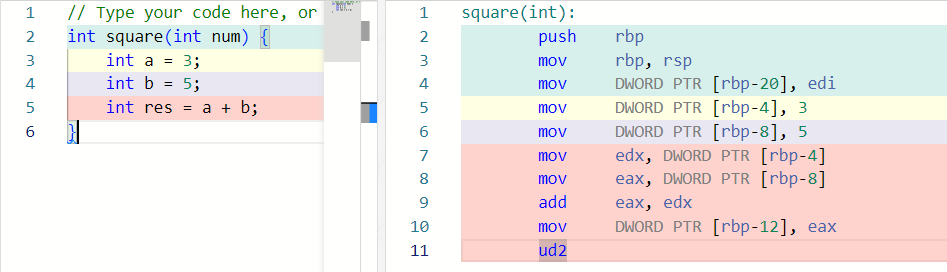 1 // Type your code here, or
2 int square(int num) {
3 int a = 3;
4 int b = 5;
5 int res = a + b;
6 }
1 square(int):
2 push rbp
3 mov rbp, rsp
4 mov DWORD PTR [rbp-20], edi
5 mov DWORD PTR [rbp-4], 3
6 mov DWORD PTR [rbp-8], 5
7 mov edx, DWORD PTR [rbp-4]
8 mov eax, DWORD PTR [rbp-8]
9 add eax, edx
10 mov DWORD PTR [rbp-12], eax
11 ud2